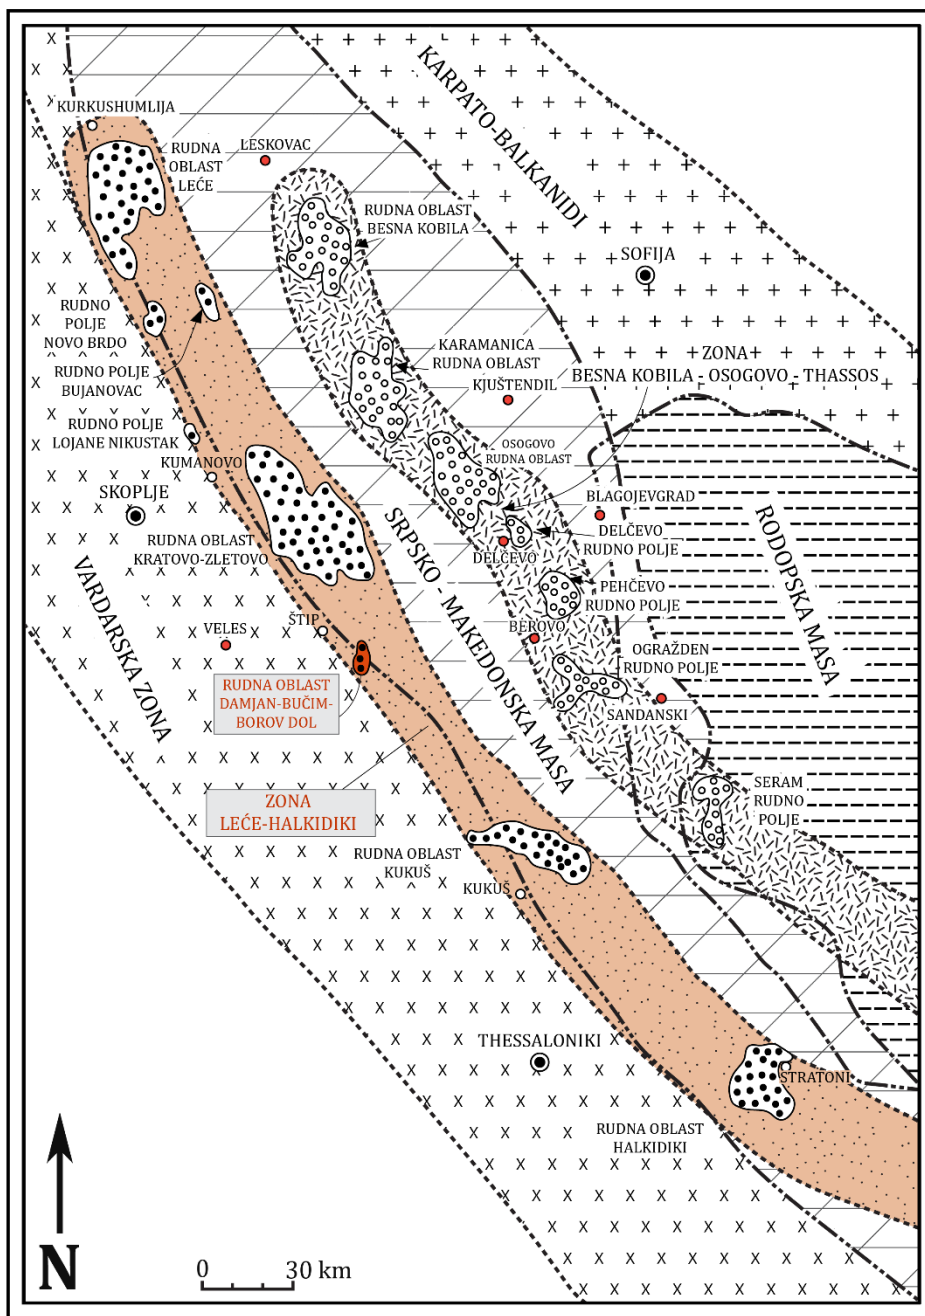 KARPATO-BALKANIDI
KURKUSHUMLIJA
RUDNA
OBLAST
LEĆE
LESKOVAC
RUDNA OBLAST
BESNA KOBILA
SOFIJA
RUDNO
POLJE
NOVO BRDO
KARAMANICA
RUDNA OBLAST
ZONA
BESNA KOBILA - OSOGOVO - THASSOS
RUDNO POLJE
BUJANOVAC
KJUŠTENDIL
RUDNO POLJE
LOJANE NIKUSTAK
OSOGOVO
RUDNA OBLAST
KUMANOVO
SKOPLJE
BLAGOJEVGRAD
DELČEVO
RUDNO POLJE
RODOPSKA MASA
SRPSKO - MAKEDONSKA MASA
RUDNA OBLAST
KRATOVO-ZLETOVO
DELČEVO
VARDARSKA ZONA
PEHČEVO
RUDNO POLJE
VELES
ŠTIP
BEROVO
OGRAŽDEN
RUDNO POLJE
RUDNA OBLAST
DAMJAN-BUČIM-
BOROV DOL
SANDANSKI
ZONA
LEĆE-HALKIDIKI
SERAM
RUDNO
POLJE
RUDNA OBLAST
KUKUŠ
KUKUŠ
THESSALONIKI
STRATONI
RUDNA OBLAST
HALKIDIKI
N
0 30 km